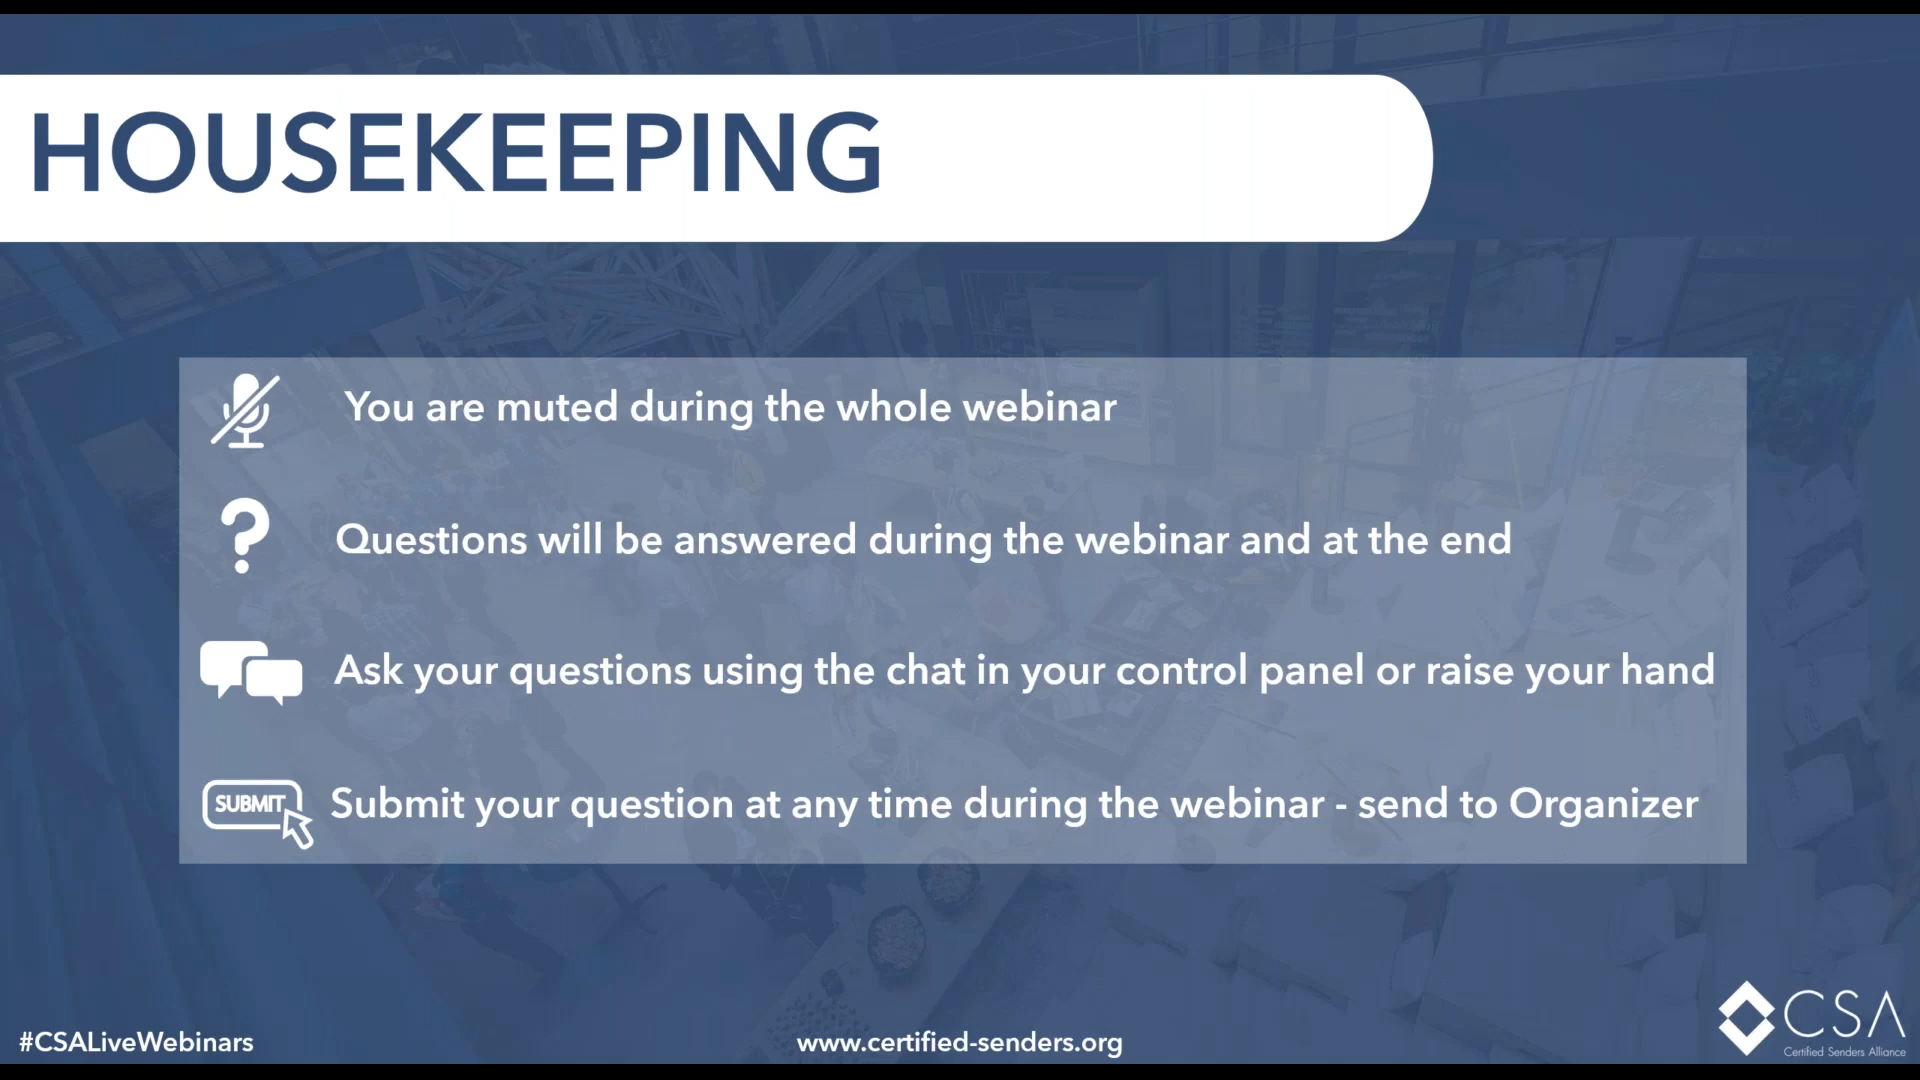 HOUSEKEEPING
You are muted during the whole webinar
Questions will be answered during the webinar and at the end
Ask your questions using the chat in your control panel or raise your hand
SUBMIT
Submit your question at any time during the webinar - send to Organizer
#CSALiveWebinars
www.certified-senders.org
CSA
Certified Senders Alliance